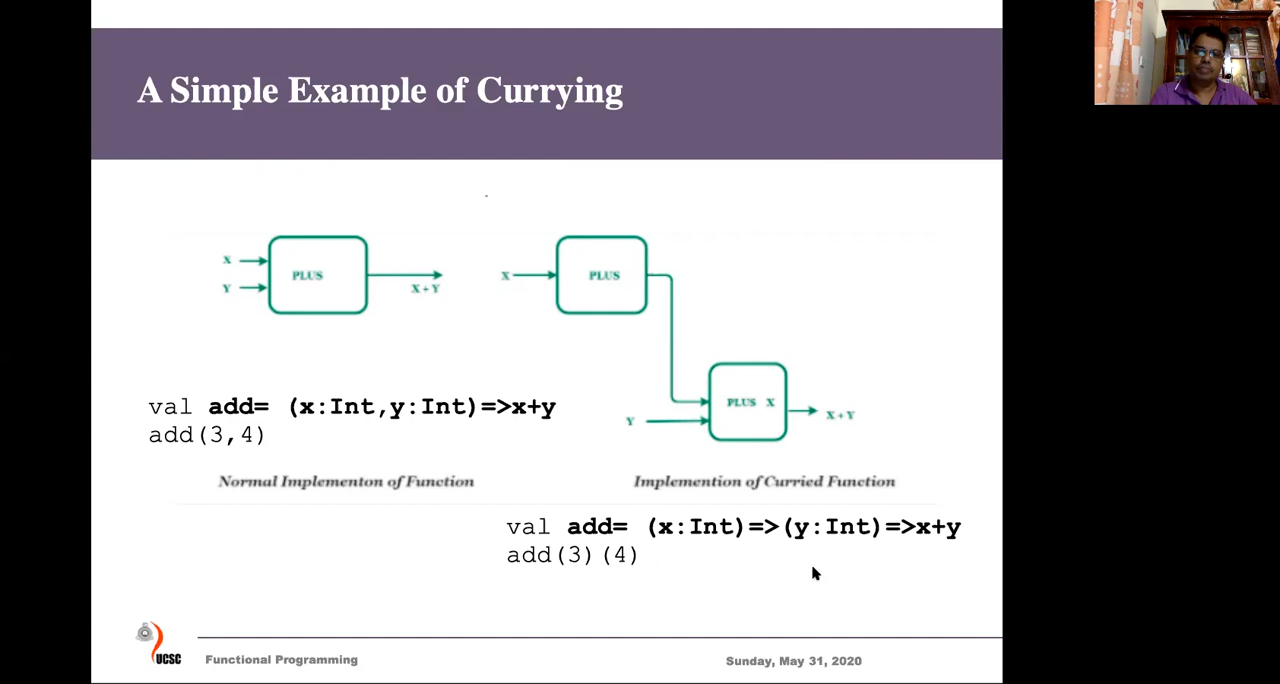 A Simple Example of Currying
X
Y
PLUS
X+Y
X
PLUS
Y
PLUS X
X+Y
val add= (x:Int,y:Int)=>x+y
add(3,4)
Normal Implementon of Function
Implemention of Curried Function
val add= (x:Int)=>(y:Int)=>x+y
add(3)(4)
UCSC
Functional Programming
Sunday, May 31, 2020